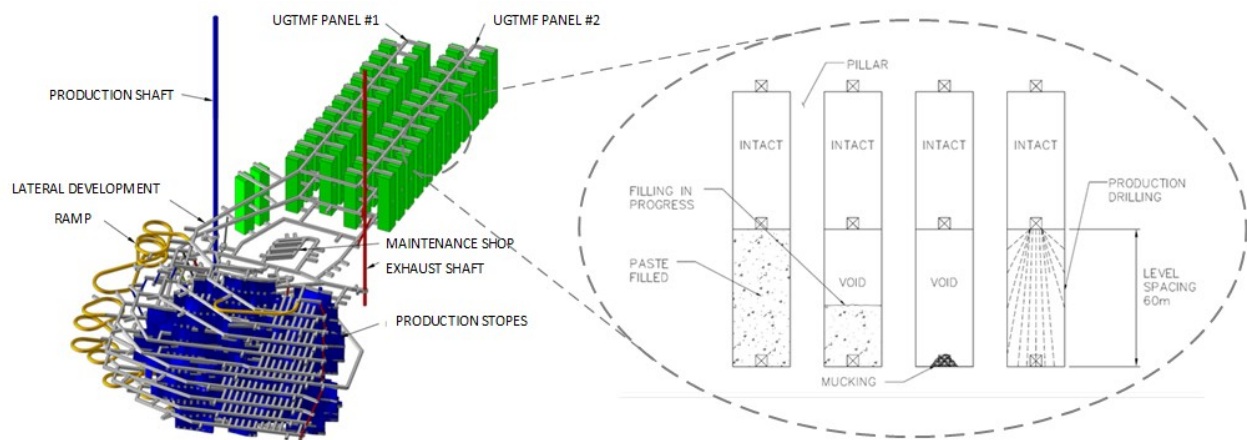 UGTMF PANEL #1
UGTMF PANEL #2
PRODUCTION SHAFT
LATERAL DEVELOPMENT
RAMP
MAINTENANCE SHOP
EXHAUST SHAFT
PRODUCTION STOPES
PILLAR
INTACT
INTACT
INTACT
INTACT
FILLING IN
PROGRESS
PRODUCTION
DRILLING
PASTE
FILLED
VOID
VOID
LEVEL
SPACING
60m
MUCKING